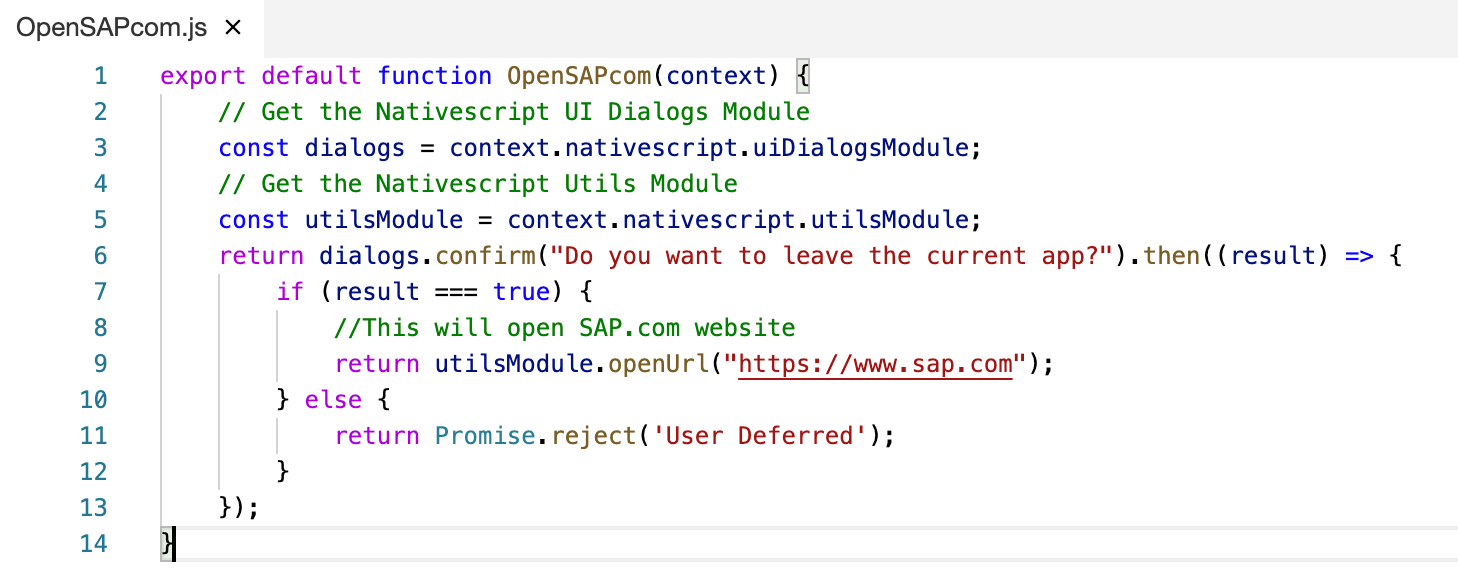 OpenSAPcom.js ×
1 export default function OpenSAPcom(context) {
2 // Get the Nativescript UI Dialogs Module
3 const dialogs = context.nativescript.uiDialogsModule;
4 // Get the Nativescript Utils Module
5 const utilsModule = context.nativescript.utilsModule;
6 return dialogs.confirm("Do you want to leave the current app?").then((result) => {
7 if (result === true) {
8 //This will open SAP.com website
9 return utilsModule.openUrl("https://www.sap.com");
10 } else {
11 return Promise.reject('User Deferred');
12 }
13 });
14 }